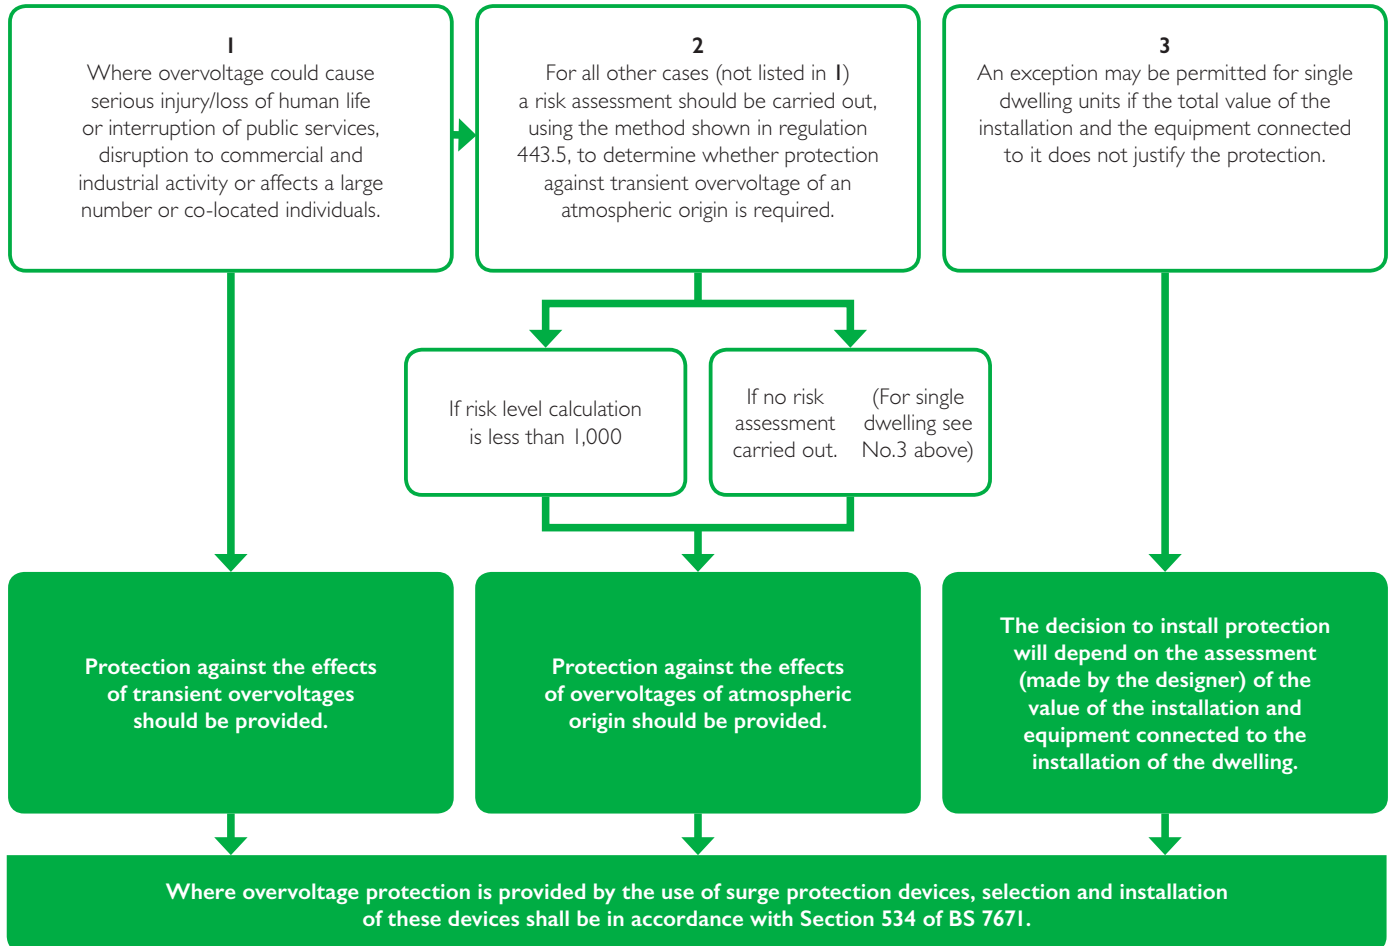 1
Where overvoltage could cause
serious injury/loss of human life
or interruption of public services,
disruption to commercial and
industrial activity or affects a large
number or co-located individuals.
2
For all other cases (not listed in 1)
a risk assessment should be carried out,
using the method shown in regulation
443.5, to determine whether protection
against transient overvoltage of an
atmospheric origin is required.
3
An exception may be permitted for single
dwelling units if the total value of the
installation and the equipment connected
to it does not justify the protection.
If risk level calculation
is less than 1,000
If no risk
assessment
carried out.
(For single
dwelling see
No.3 above)
Protection against the effects
of transient overvoltages
should be provided.
Protection against the effects
of overvoltages of atmospheric
origin should be provided.
The decision to install protection
will depend on the assessment
(made by the designer) of the
value of the installation and
equipment connected to the
installation of the dwelling.
Where overvoltage protection is provided by the use of surge protection devices, selection and installation
of these devices shall be in accordance with Section 534 of BS 7671.